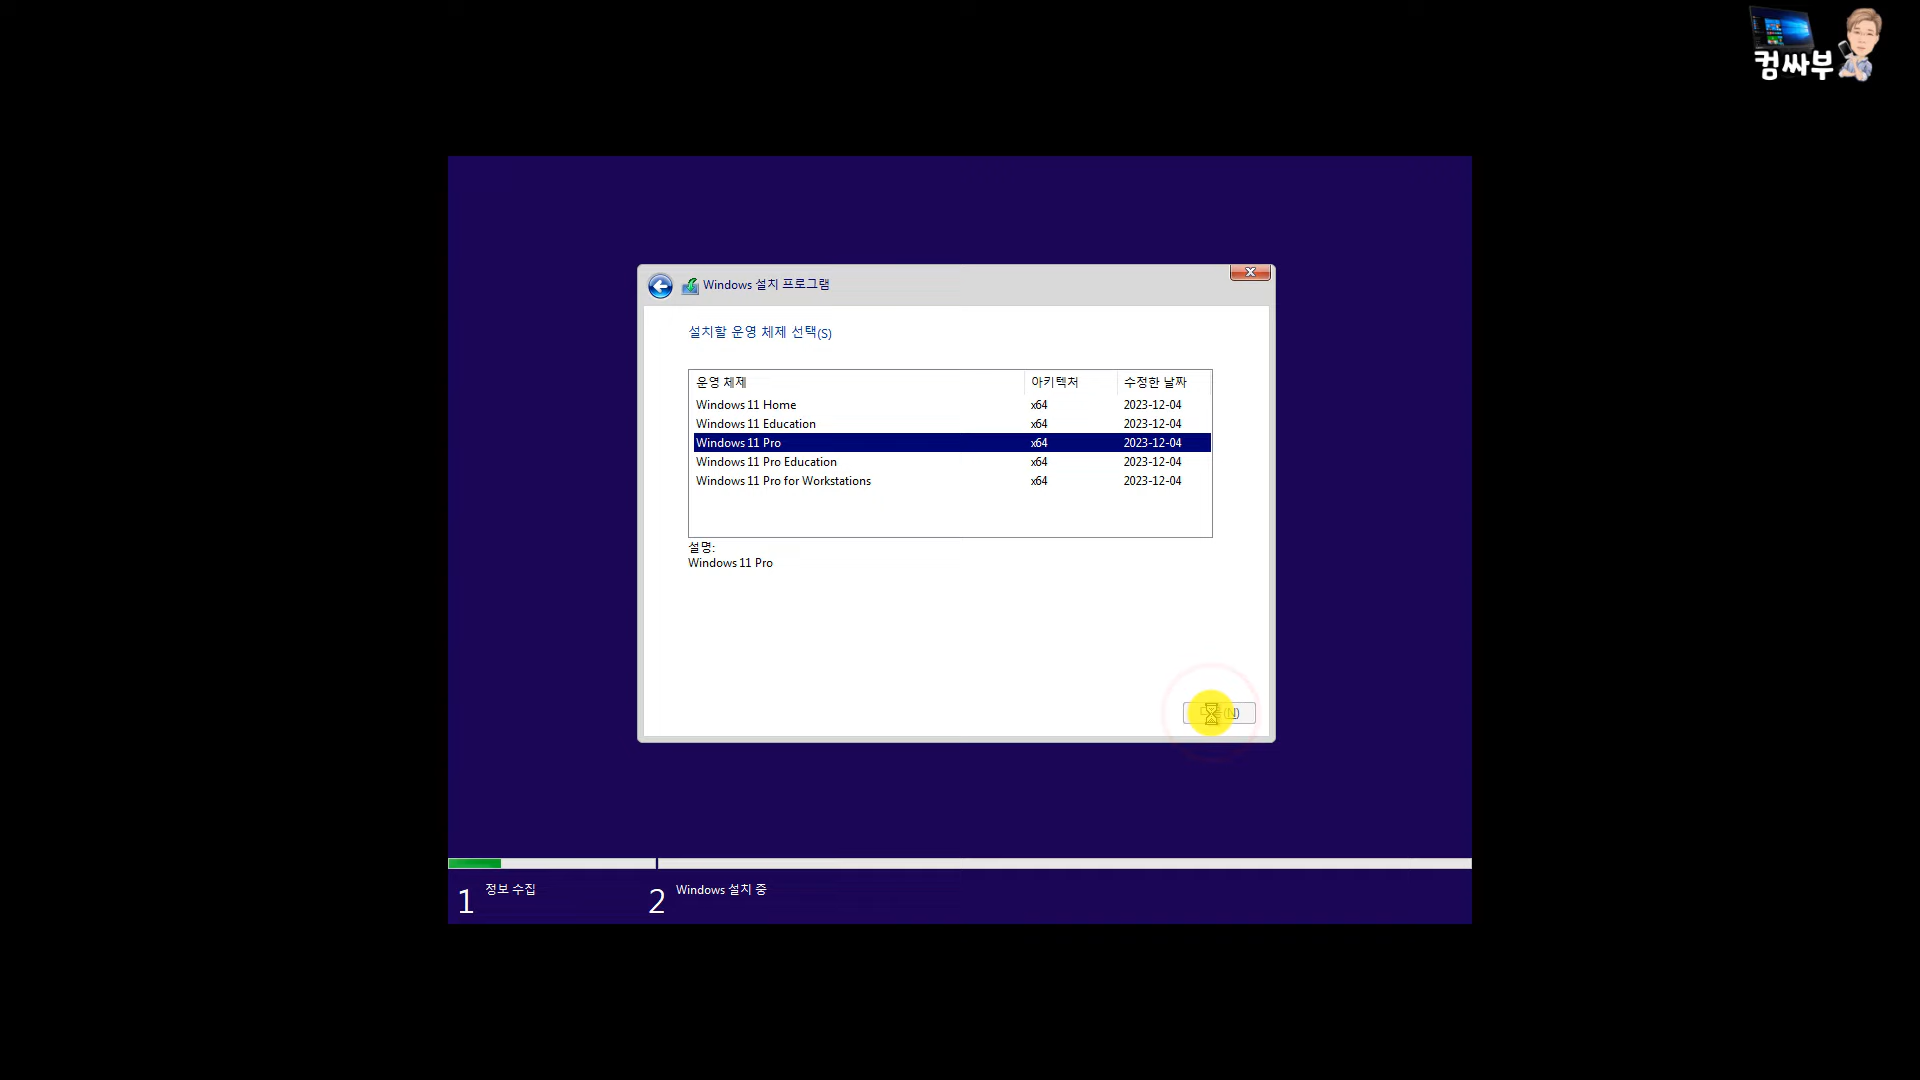 컴싸부
Windows 설치 프로그램
설치할 운영 체제 선택(S)
운영 체제 아키텍처 수정한 날짜
Windows 11 Home x64 2023-12-04
Windows 11 Education x64 2023-12-04
Windows 11 Pro x64 2023-12-04
Windows 11 Pro Education x64 2023-12-04
Windows 11 Pro for Workstations x64 2023-12-04
설명:
Windows 11 Pro
(N)
1 정보 수집
2 Windows 설치 중